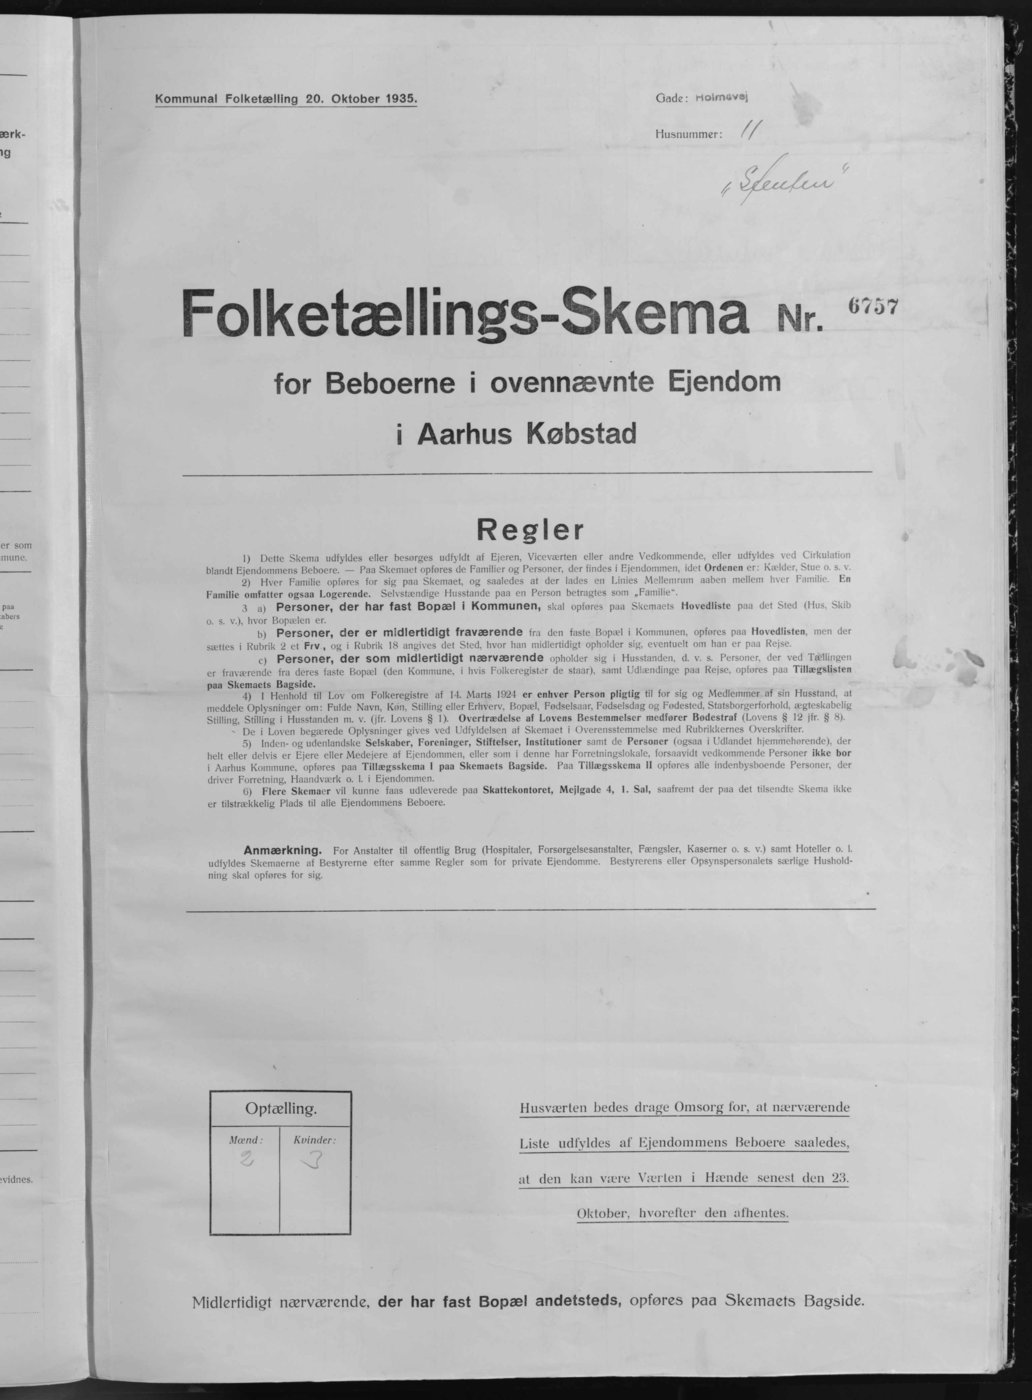 Kommunal Folketælling 20. Oktober 1935.
Gade: Holmevej
Husnummer: 11
Folketællings-Skema Nr. 6757
for Beboerne i ovennævnte Ejendom
i Aarhus Købstad
Regler
1) Dette Skema udfyldes eller besørges udfyldt af Ejeren, Viceværten eller andre Vedkommende, eller udfyldes ved Cirkulation
blandt Ejendommens Beboere. — Paa Skemaet opføres de Familier og Personer, der findes i Ejendommen, idet Ordenen er: Kælder, Stue o. s. v.
2) Hver Familie opføres for sig paa Skemaet, og saaledes at der lades en Linies Mellemrum aaben mellem hver Familie. En
Familie omfatter ogsaa Logerende. Selvstændige Husstande paa en Person betragtes som „Familie“.
3 a) Personer, der har fast Bopæl i Kommunen, skal opføres paa Skemaets Hovedliste paa det Sted (Hus, Skib
o. s. v.), hvor Bopælen er.
b) Personer, der er midlertidigt fraværende fra den faste Bopæl i Kommunen, opføres paa Hovedlisten, men der
sættes i Rubrik 2 et Frv., og i Rubrik 18 angives det Sted, hvor han midlertidigt opholder sig, eventuelt om han er paa Rejse.
c) Personer, der som midlertidigt nærværende opholder sig i Husstanden, d. v. s. Personer, der ved Tællingen
er fraværende fra deres faste Bopæl (den Kommune, i hvis Folkeregister de staar), samt Udlændinge paa Rejse, opføres paa Tillægslisten
paa Skemaets Bagside.
4) I Henhold til Lov om Folkeregistre af 14. Marts 1924 er enhver Person pligtig til for sig og Medlemmer af sin Husstand, at
meddele Oplysninger om: Fulde Navn, Køn, Stilling eller Erhverv, Bopæl, Fødselsaar, Fødselsdag og Fødested, Statsborgerforhold, ægteskabelig
Stilling, Stilling i Husstanden m. v. (jfr. Lovens § 1). Overtrædelse af Lovens Bestemmelser medfører Bødestraf (Lovens § 12 jfr. § 8).
De i Loven begærede Oplysninger gives ved Udfyldelsen af Skemaet i Overensstemmelse med Rubrikkernes Overskrifter.
5) Inden- og udenlandske Selskaber, Foreninger, Stiftelser, Institutioner samt de Personer (ogsaa i Udlandet hjemmehørende), der
helt eller delvis er Ejere eller Medejere af Ejendommen, eller som i denne har Forretningslokale, forsaavidt vedkommende Personer ikke bor
i Aarhus Kommune, opføres paa Tillægsskema I paa Skemaets Bagside. Paa Tillægsskema II opføres alle indenbysboende Personer, der
driver Forretning, Haandværk o. l. i Ejendommen.
6) Flere Skemaer vil kunne faas udleverede paa Skattekontoret, Mejlgade 4, 1. Sal, saafremt der paa det tilsendte Skema ikke
er tilstrækkelig Plads til alle Ejendommens Beboere.
Anmærkning. For Anstalter til offentlig Brug (Hospitaler, Forsørgelsesanstalter, Fængsler, Kaserner o. s. v.) samt Hoteller o. l.
udfyldes Skemaerne af Bestyrerne efter samme Regler som for private Ejendomme. Bestyrerens eller Opsynspersonalets særlige Hushold-
ning skal opføres for sig.
Optælling.
Mænd: Kvinder:
2 3
Husværten bedes drage Omsorg for, at nærværende
Liste udfyldes af Ejendommens Beboere saaledes,
at den kan være Værten i Hænde senest den 23.
Oktober, hvorefter den afhentes.
Midlertidigt nærværende, der har fast Bopæl andetsteds, opføres paa Skemaets Bagside.